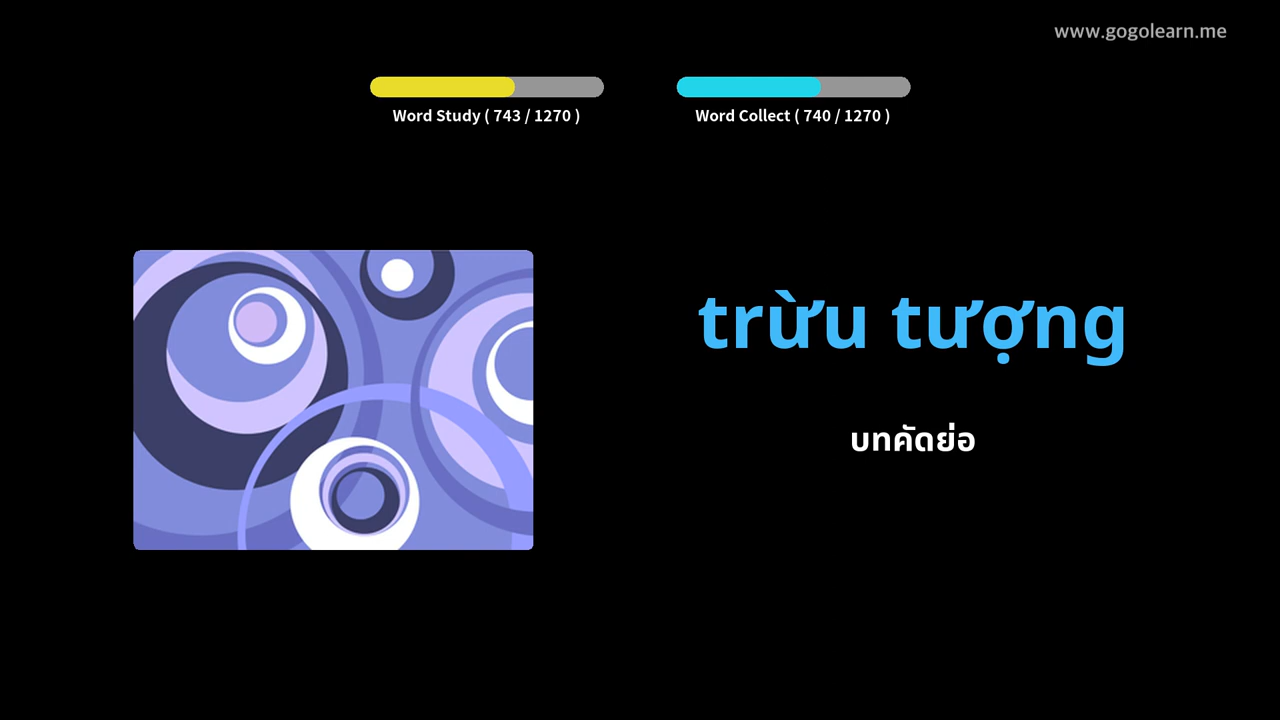 www.gogolearn.me
Word Study ( 743 / 1270 )
Word Collect ( 740 / 1270 )
trừu tượng
บทคัดย่อ